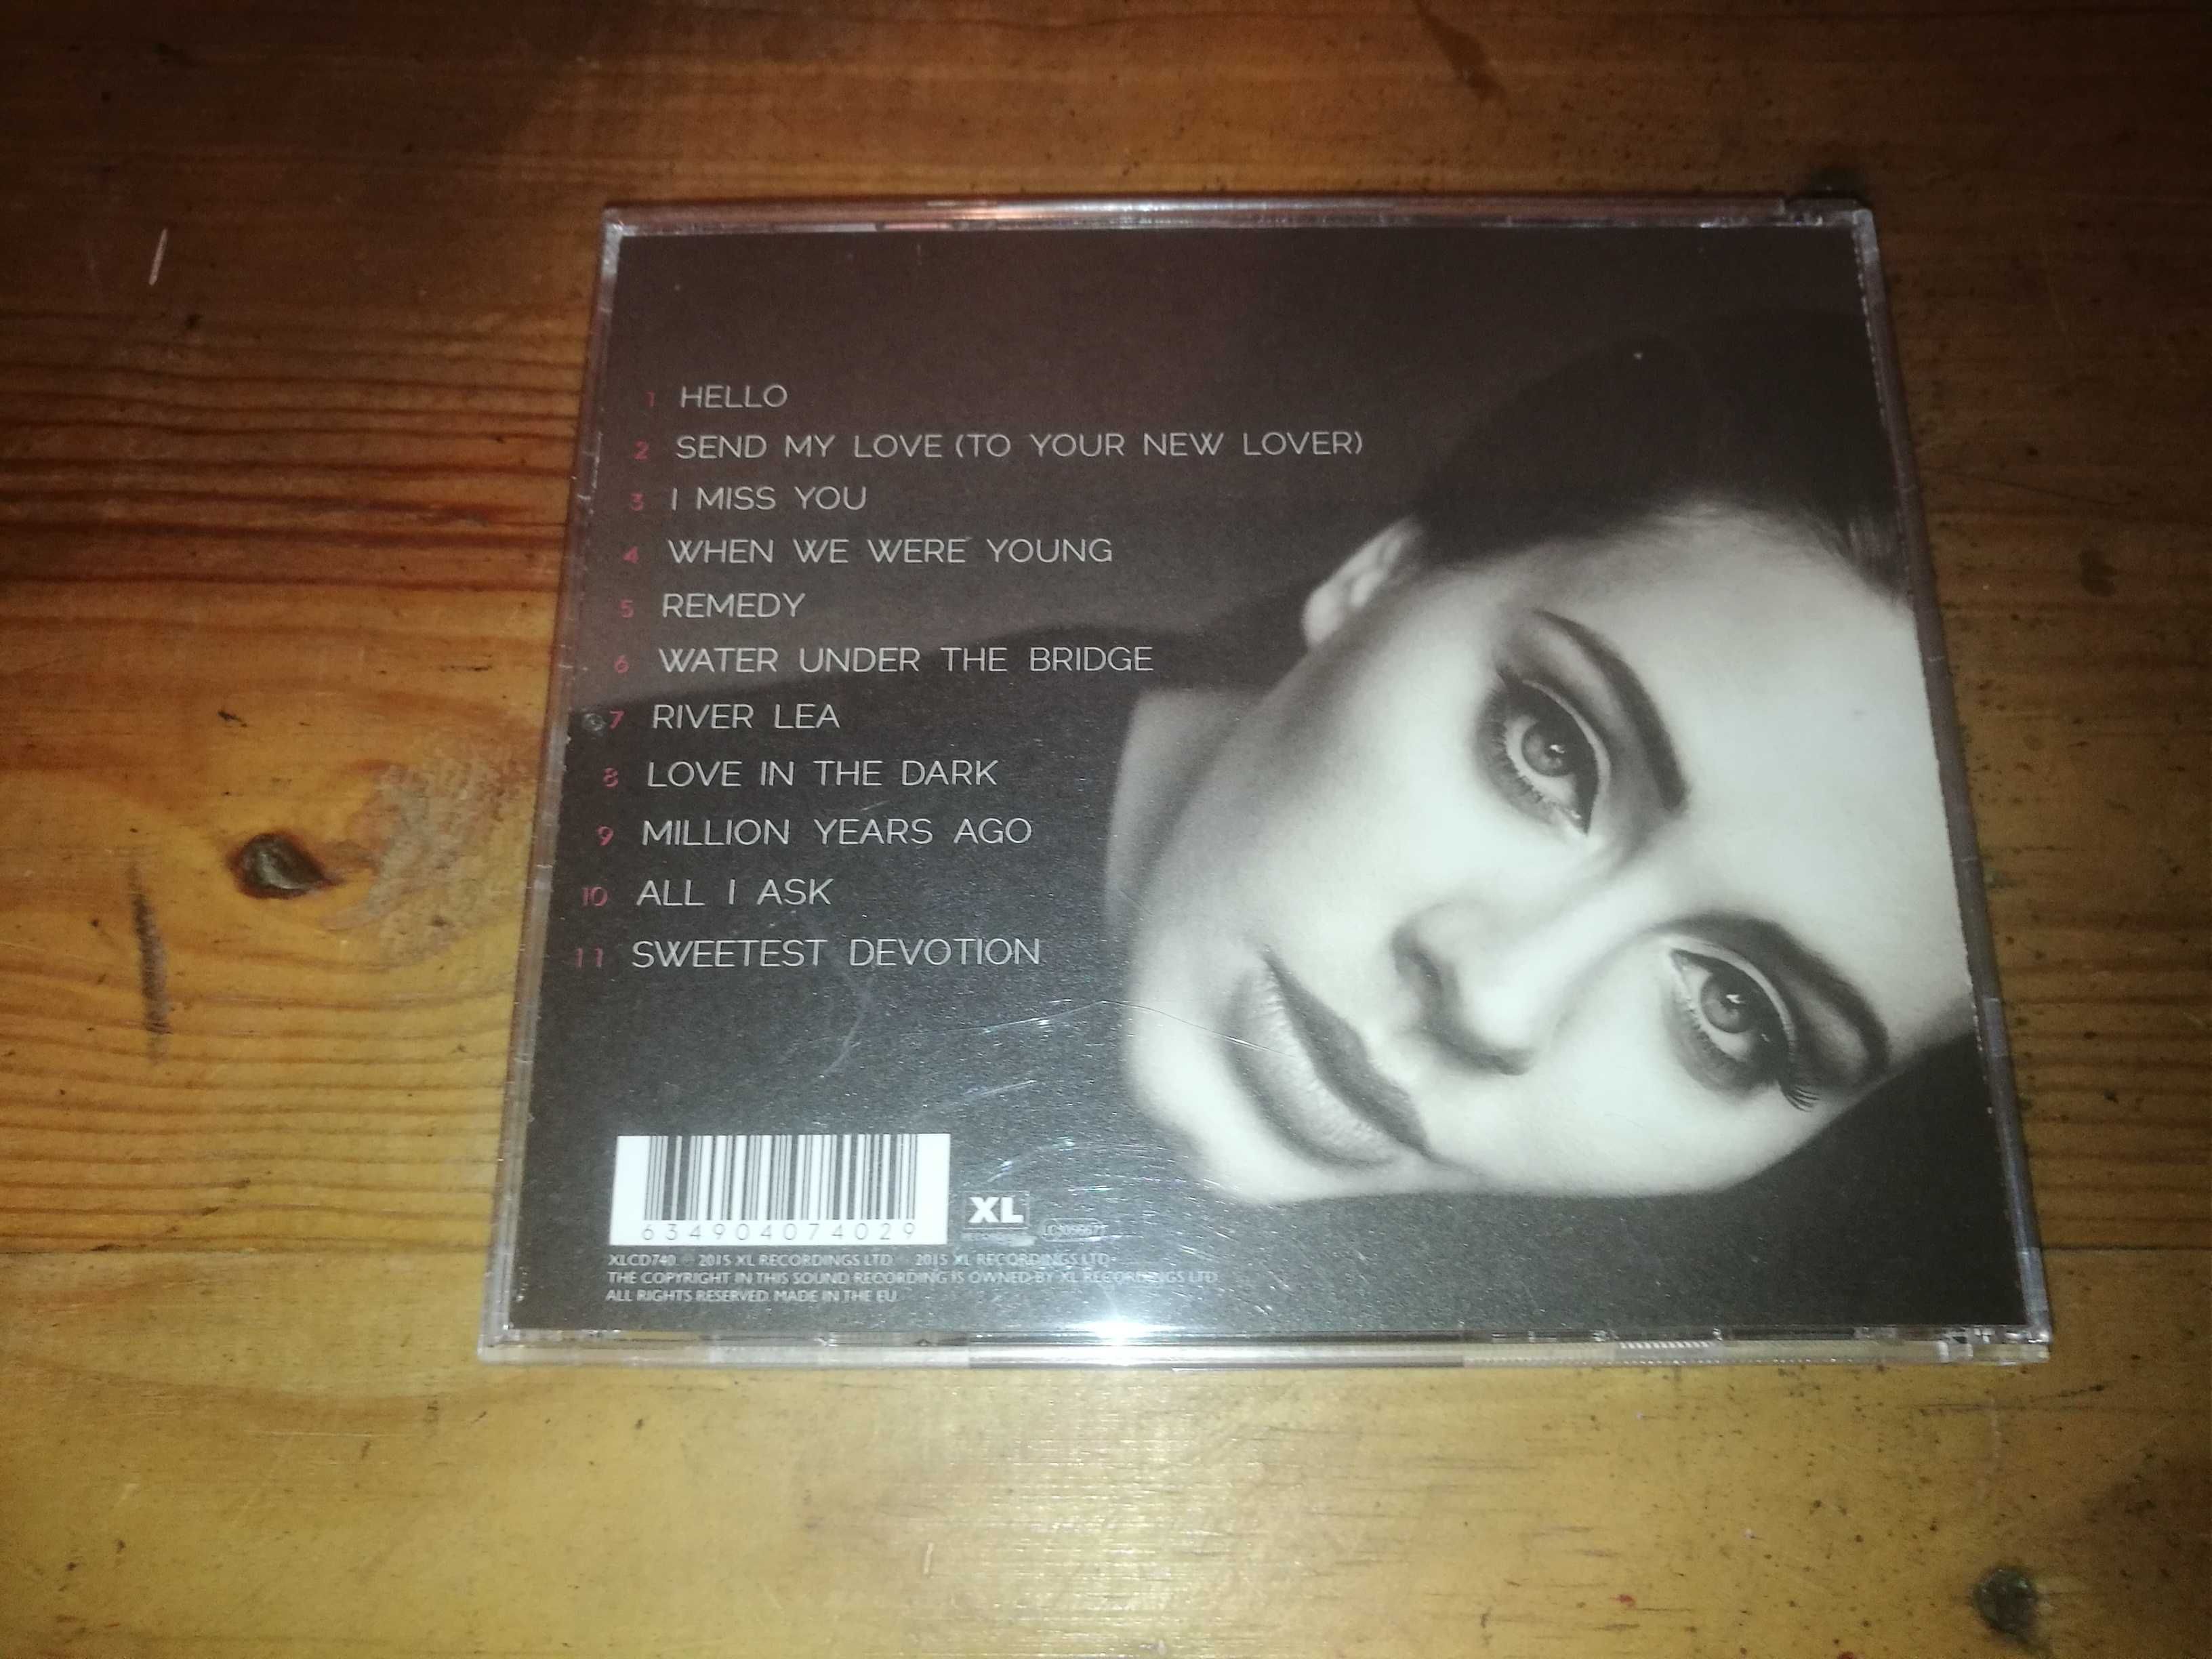 1 HELLO
2 SEND MY LOVE (TO YOUR NEW LOVER)
3 I MISS YOU
4 WHEN WE WERE YOUNG
5 REMEDY
6 WATER UNDER THE BRIDGE
7 RIVER LEA
8 LOVE IN THE DARK
9 MILLION YEARS AGO
10 ALL I ASK
11 SWEETEST DEVOTION
634904074029
XL
XLCD740 2015 XL RECORDINGS LTD 2015 XL RECORDINGS LTD
THE COPYRIGHT IN THIS SOUND RECORDING IS OWNED BY XL RECORDINGS LTD
ALL RIGHTS RESERVED. MADE IN THE EU